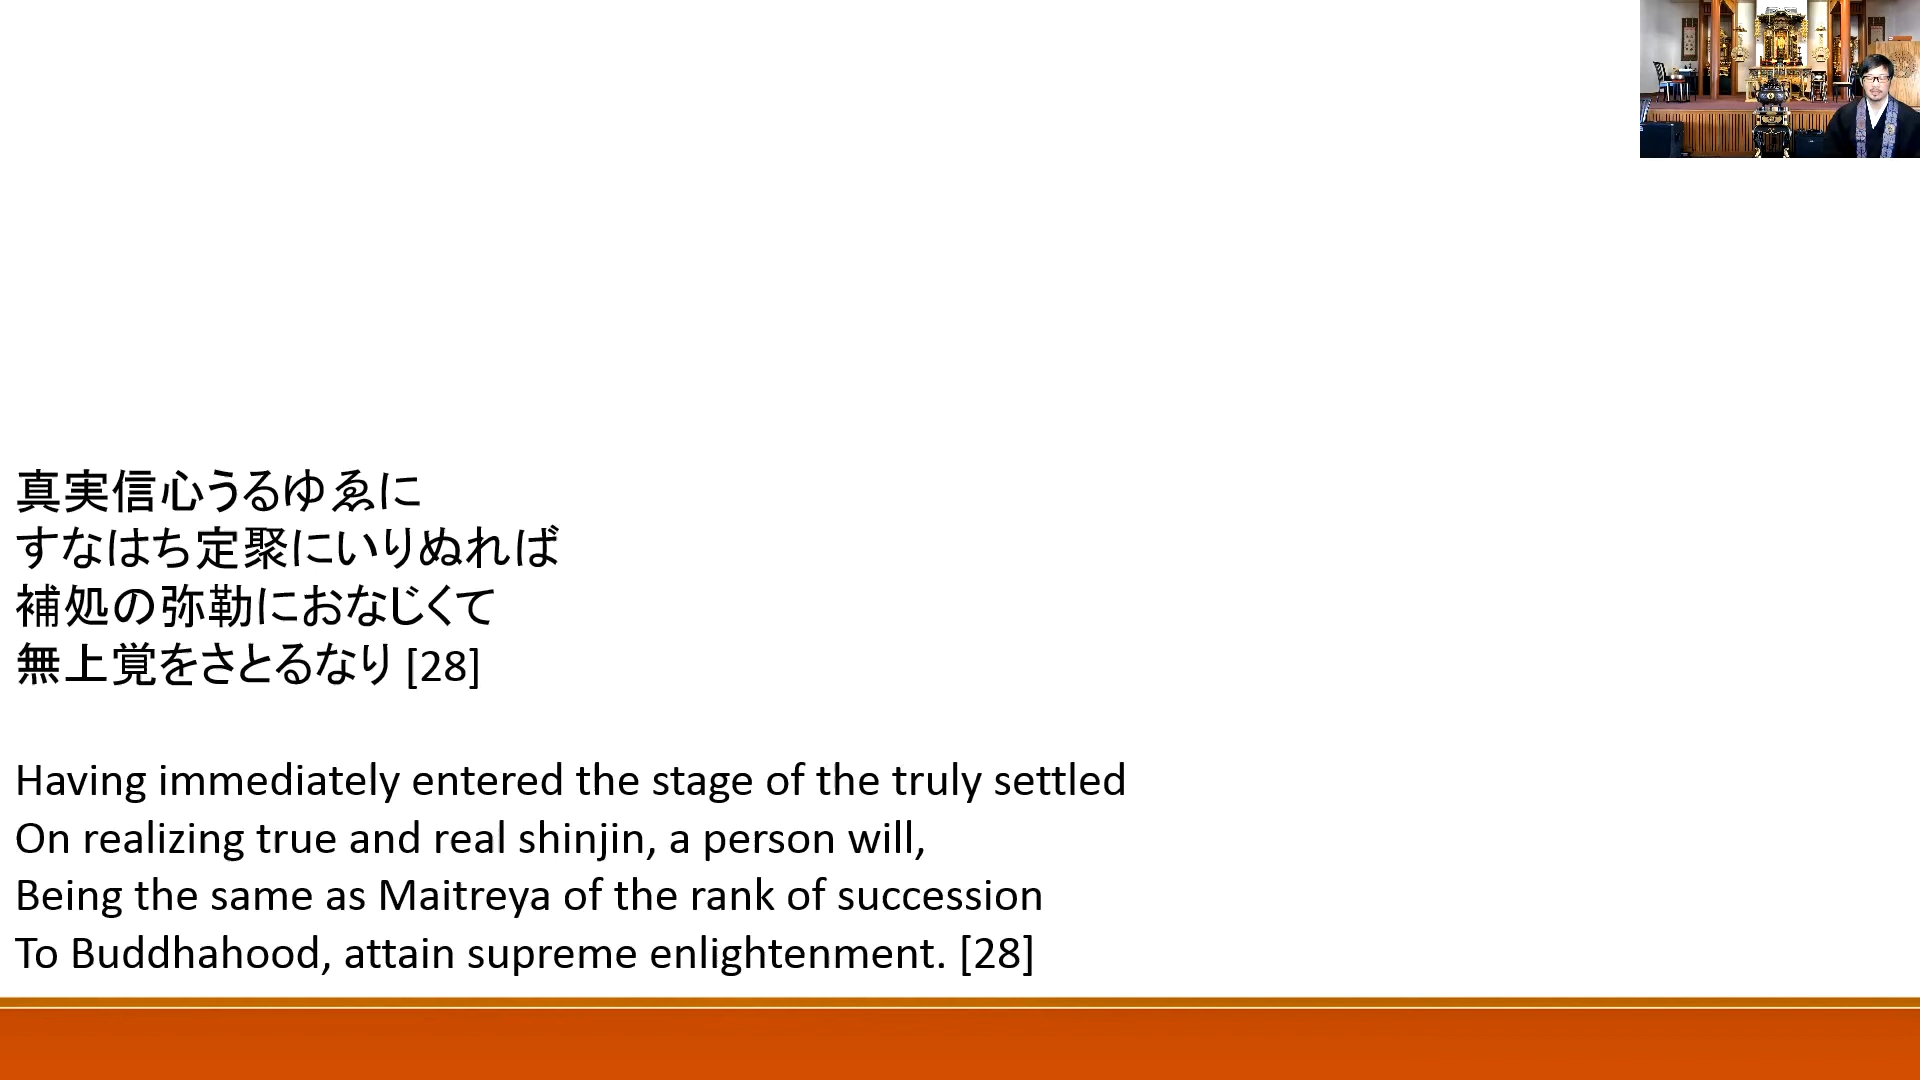 真実信心うるゆゑに
すなはち定聚にいりぬれば
補処の弥勒におなじくて
無上覚をさとるなり [28]
Having immediately entered the stage of the truly settled
On realizing true and real shinjin, a person will,
Being the same as Maitreya of the rank of succession
To Buddhahood, attain supreme enlightenment. [28]